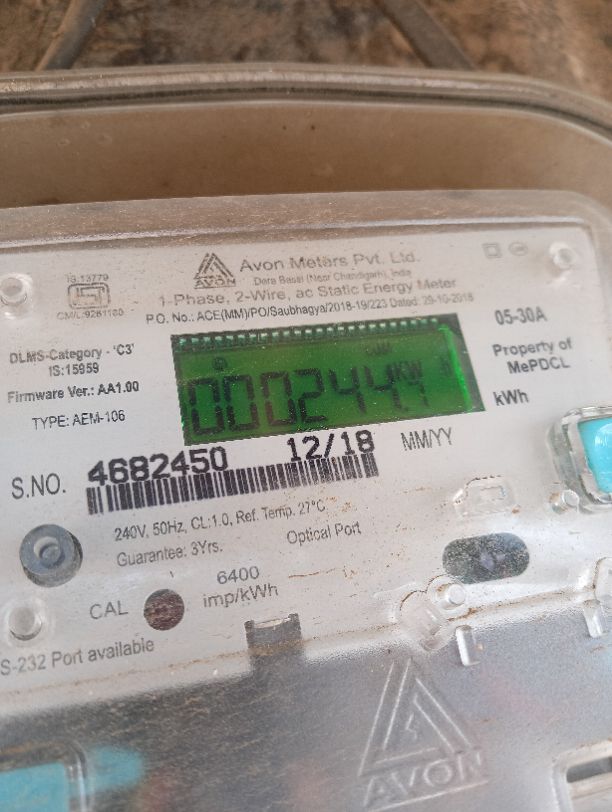 IS:13779
CM/L:9261160
AVON
Avon Meters Pvt. Ltd.
Dera Bassi (Near Chandigarh), India
1-Phase, 2-Wire, ac Static Energy Meter
P.O. No.: ACE(MM)/PO/Saubhagya/2018-19/223 Dated: 29-10-2018
DLMS-Category - 'C3'
IS:15959
Firmware Ver.: AA1.00
TYPE: AEM-106
05-30A
Property of
MePDCL
kWh
000244.1 KW
S.NO. 4682450 12/18 MM/YY
240V, 50Hz, CL:1.0, Ref. Temp. 27°C
Guarantee: 3Yrs. Optical Port
CAL
6400
imp/kWh
S-232 Port available
AVON